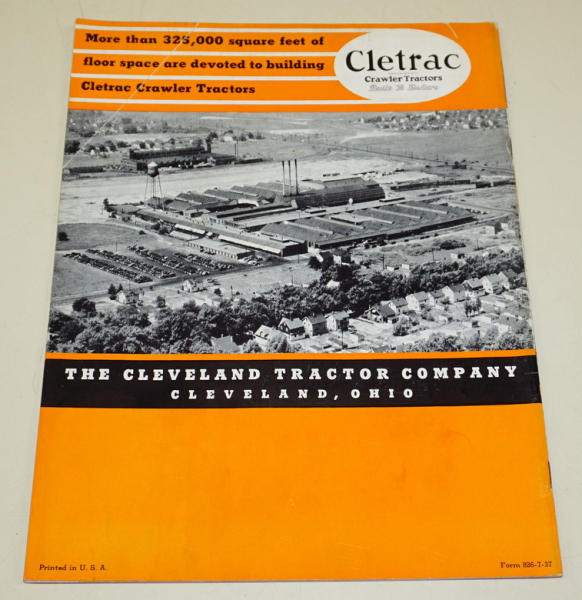 More than 325,000 square feet of
floor space are devoted to building
Cletrac Crawler Tractors
Cletrac
Crawler Tractors
THE CLEVELAND TRACTOR COMPANY
CLEVELAND, OHIO
Printed in U. S. A.
Form 836-7-37